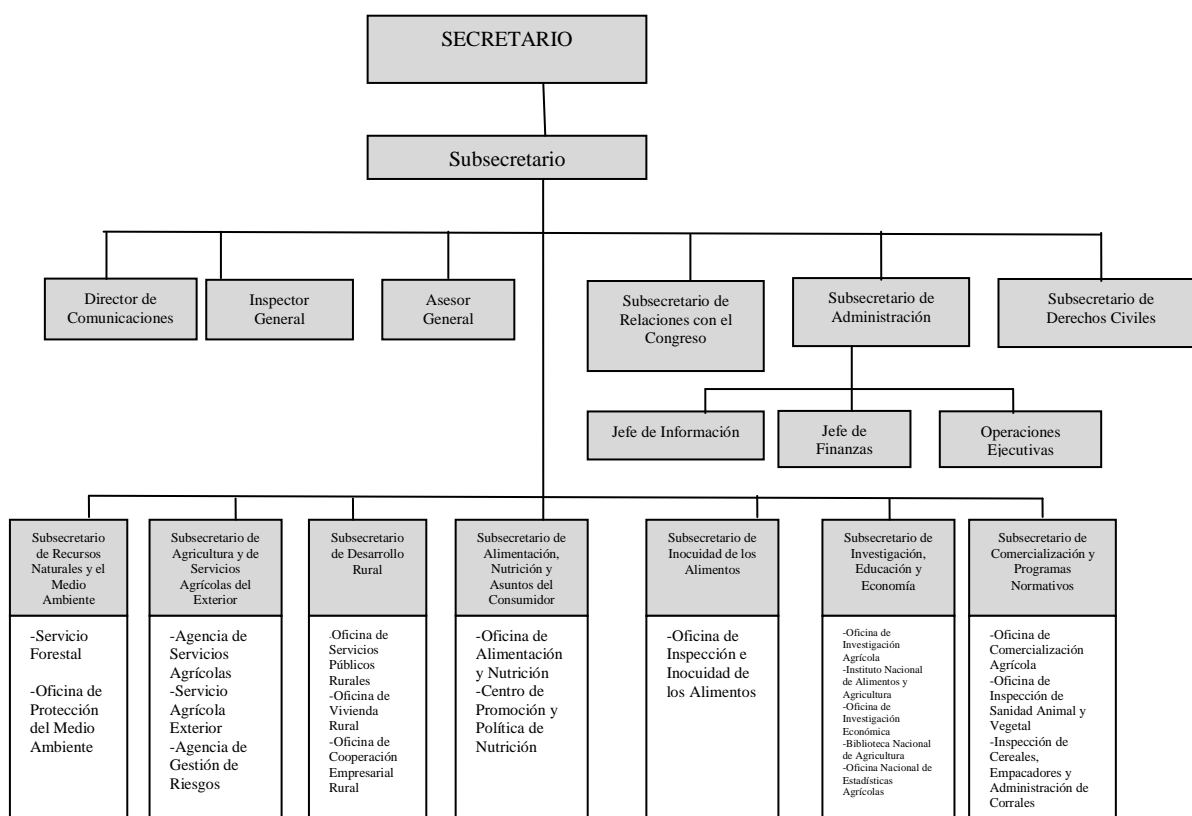 SECRETARIO
Subsecretario
Director de
Comunicaciones
Inspector
General
Asesor
General
Subsecretario de
Relaciones con el
Congreso
Subsecretario de
Administración
Subsecretario de
Derechos Civiles
Jefe de Información
Jefe de
Finanzas
Operaciones
Ejecutivas
Subsecretario
de Recursos
Naturales y el
Medio
Ambiente
-Servicio
Forestal
-Oficina de
Protección
del Medio
Ambiente
Subsecretario de
Agricultura y de
Servicios
Agrícolas del
Exterior
-Agencia de
Servicios
Agrícolas
-Servicio
Agrícola
Exterior
-Agencia de
Gestión de
Riesgos
Subsecretario
de Desarrollo
Rural
-Oficina de
Servicios
Públicos
Rurales
-Oficina de
Vivienda
Rural
-Oficina de
Cooperación
Empresarial
Rural
Subsecretario de
Alimentación,
Nutrición y
Asuntos del
Consumidor
-Oficina de
Alimentación
y Nutrición
-Centro de
Promoción y
Política de
Nutrición
Subsecretario de
Inocuidad de los
Alimentos
-Oficina de
Inspección e
Inocuidad de
los Alimentos
Subsecretario de
Investigación,
Educación y
Economía
-Oficina de
Investigación
Agrícola
-Instituto Nacional
de Alimentos y
Agricultura
-Oficina de
Investigación
Económica
-Biblioteca Nacional
de Agricultura
-Oficina Nacional de
Estadísticas
Agrícolas
Subsecretario de
Comercialización y
Programas
Normativos
-Oficina de
Comercialización
Agrícola
-Oficina de
Inspección de
Sanidad Animal y
Vegetal
-Inspección de
Cereales,
Empacadores y
Administración de
Corrales